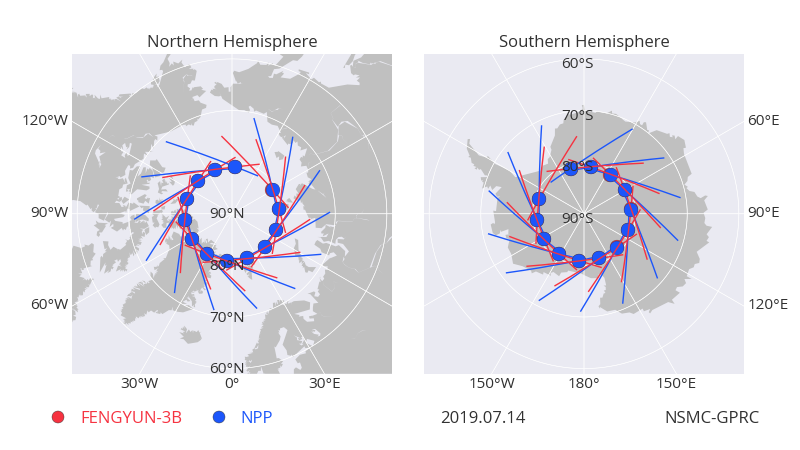 Northern Hemisphere
Southern Hemisphere
120°W
90°W
60°W
90°N
80°N
70°N
60°N
30°W
0°
30°E
60°S
70°S
80°S
90°S
60°E
90°E
120°E
150°W
180°
150°E
FENGYUN-3B
NPP
2019.07.14
NSMC-GPRC